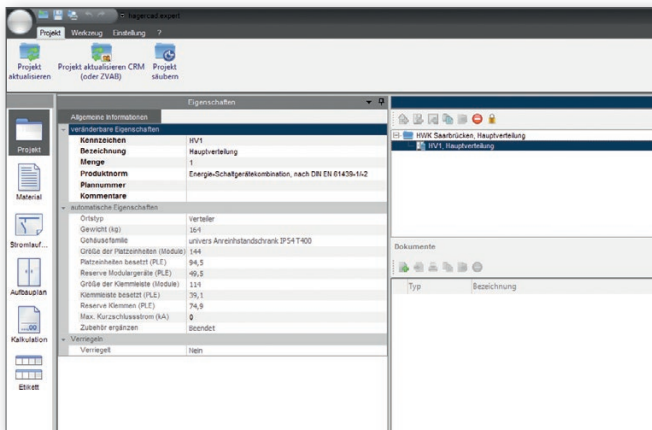 hagercad.expert
Projekt Werkzeug Einstellung ?
Projekt aktualisieren
Projekt aktualisieren CRM (oder ZVAB)
Projekt säubern
Projekt
Material
Stromlauf...
Aufbauplan
Kalkulation
Etikett
Eigenschaften
Allgemeine Informationen
veränderbare Eigenschaften
Kennzeichen HV1
Bezeichnung Hauptverteilung
Menge 1
Produktnorm Energie-Schaltgerätekombination, nach DIN EN 61439-1/-2
Plannummer
Kommentare
automatische Eigenschaften
Ortstyp Verteiler
Gewicht (kg) 164
Gehäusefamilie univers Anreihstandschrank IP54 T400
Größe der Platzeinheiten (Module) 144
Platzeinheiten besetzt (PLE) 94,5
Reserve Modulargeräte (PLE) 49,5
Größe der Klemmleiste (Module) 114
Klemmleiste besetzt (PLE) 39,1
Reserve Klemmen (PLE) 74,9
Max. Kurzschlussstrom (kA) 0
Zubehör ergänzen Beendet
Verriegeln
Verriegelt Nein
HWK Saarbrücken, Hauptverteilung
HV1, Hauptverteilung
Dokumente
Typ Bezeichnung